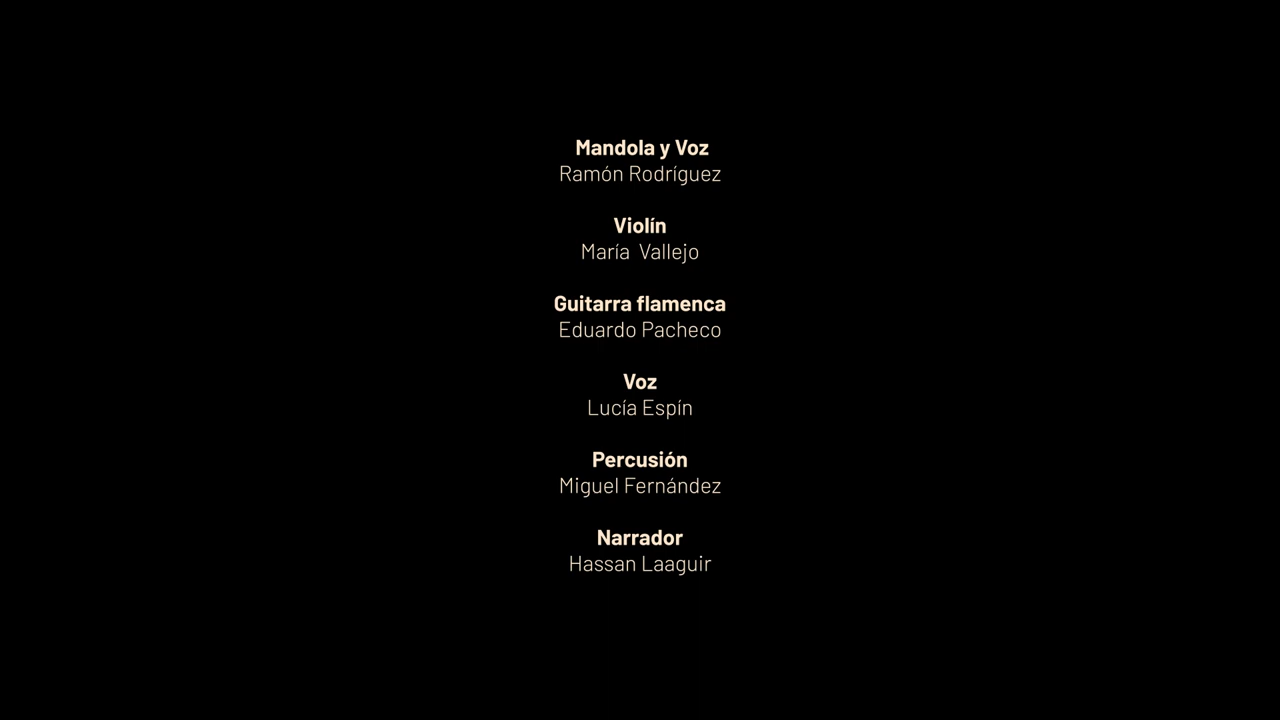 Mandola y Voz
Ramón Rodríguez
Violín
María Vallejo
Guitarra flamenca
Eduardo Pacheco
Voz
Lucía Espín
Percusión
Miguel Fernández
Narrador
Hassan Laaguir